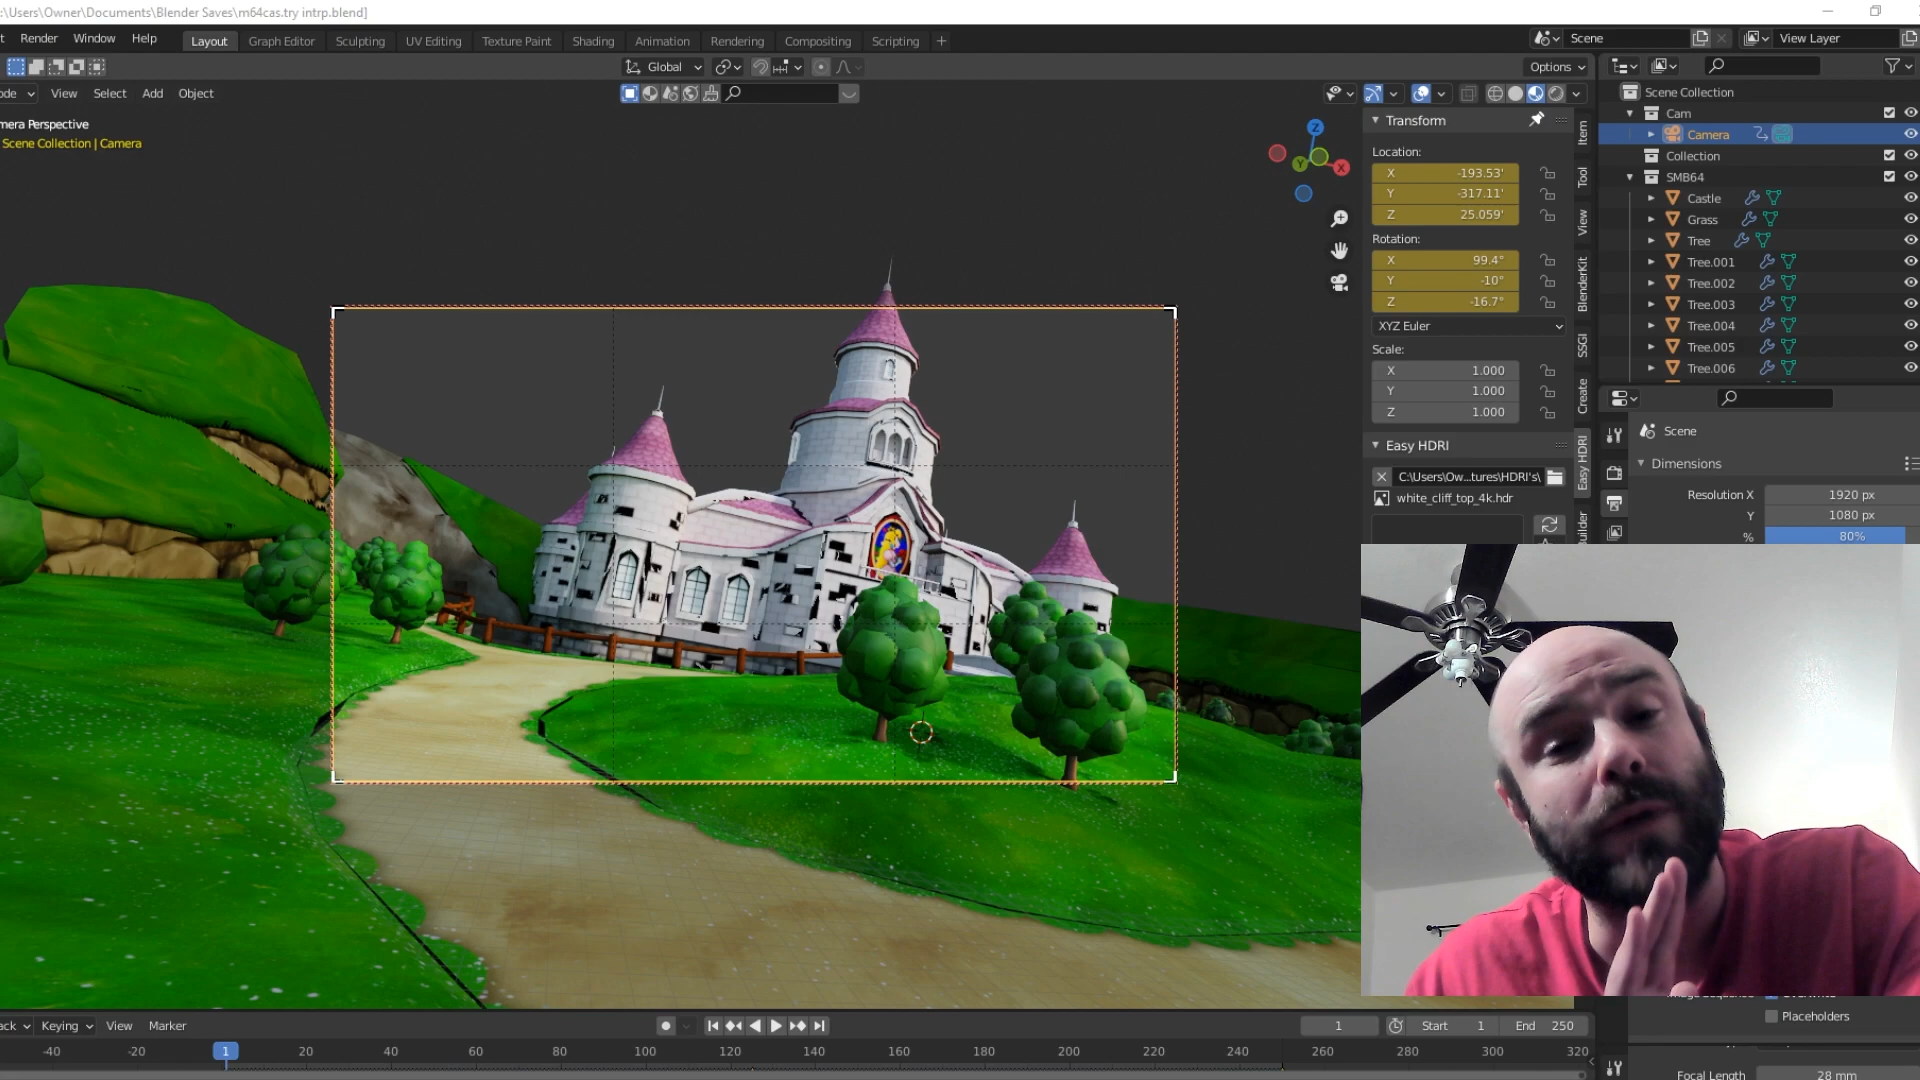 :\Users\Owner\Documents\Blender Saves\m64cas.try intrp.blend]
t Render Window Help
Layout Graph Editor Sculpting UV Editing Texture Paint Shading Animation Rendering Compositing Scripting +
Scene
View Layer
Global
Options
ode View Select Add Object
mera Perspective
Scene Collection | Camera
Z
Y
X
Transform
Location:
X -193.53'
Y -317.11'
Z 25.059'
Rotation:
X 99.4°
Y -10°
Z -16.7°
XYZ Euler
Scale:
X 1.000
Y 1.000
Z 1.000
Easy HDRI
C:\Users\Ow...tures\HDRI's\
white_cliff_top_4k.hdr
Item
Tool
View
BlenderKit
SSGI
Create
Easy HDRI
uilder
Scene Collection
Cam
Camera
Collection
SMB64
Castle
Grass
Tree
Tree.001
Tree.002
Tree.003
Tree.004
Tree.005
Tree.006
Scene
Dimensions
Resolution X 1920 px
Y 1080 px
% 80%
Placeholders
Focal Length 28 mm
ack Keying View Marker
1
Start 1
End 250
-40 -20 1 20 40 60 80 100 120 140 160 180 200 220 240 260 280 300 320